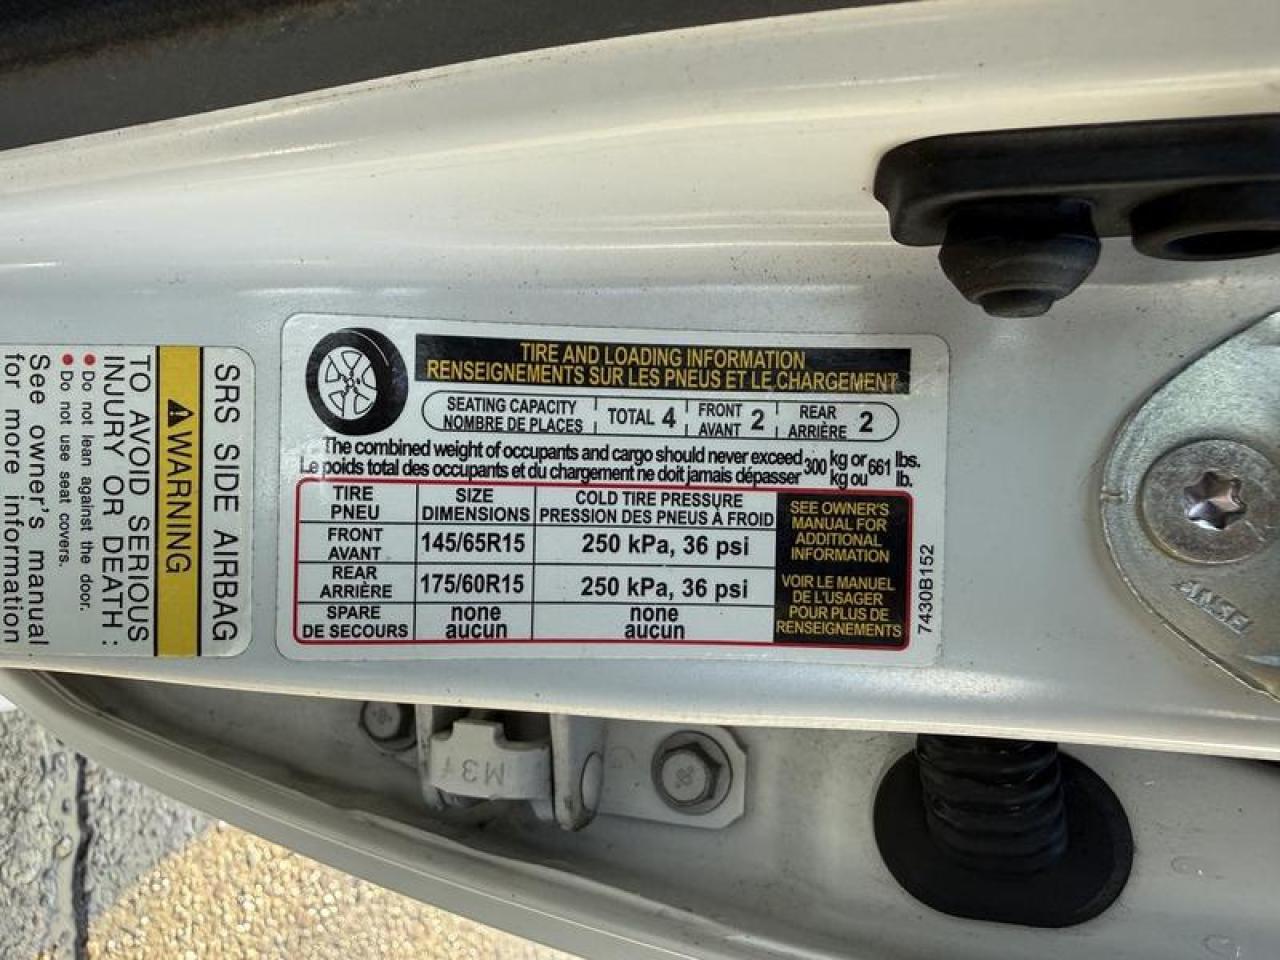 TIRE AND LOADING INFORMATION
RENSEIGNEMENTS SUR LES PNEUS ET LE CHARGEMENT
SEATING CAPACITY
NOMBRE DE PLACES
TOTAL 4
FRONT
AVANT
2
REAR
ARRIÈRE
2
The combined weight of occupants and cargo should never exceed 300 kg or 661 lbs.
Le poids total des occupants et du chargement ne doit jamais dépasser kg ou lb.
TIRE
PNEU
SIZE
DIMENSIONS
COLD TIRE PRESSURE
PRESSION DES PNEUS À FROID
FRONT
AVANT
145/65R15
250 kPa, 36 psi
REAR
ARRIÈRE
175/60R15
250 kPa, 36 psi
SPARE
DE SECOURS
none
aucun
none
aucun
SEE OWNER'S
MANUAL FOR
ADDITIONAL
INFORMATION
VOIR LE MANUEL
DE L'USAGER
POUR PLUS DE
RENSEIGNEMENTS
7430B152
SRS SIDE AIRBAG
WARNING
TO AVOID SERIOUS
INJURY OR DEATH :
● Do not lean against the door.
● Do not use seat covers.
See owner's manual
for more information
M3